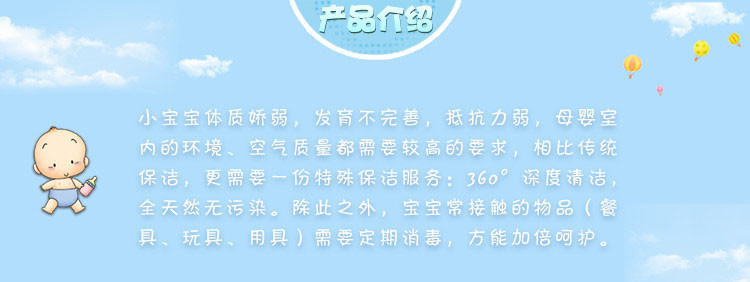 产品介绍
小宝宝体质娇弱，发育不完善，抵抗力弱，母婴室
内的环境、空气质量都需要较高的要求，相比传统
保洁，更需要一份特殊保洁服务：360°深度清洁，
全天然无污染。除此之外，宝宝常接触的物品（餐
具、玩具、用具）需要定期消毒，方能加倍呵护。